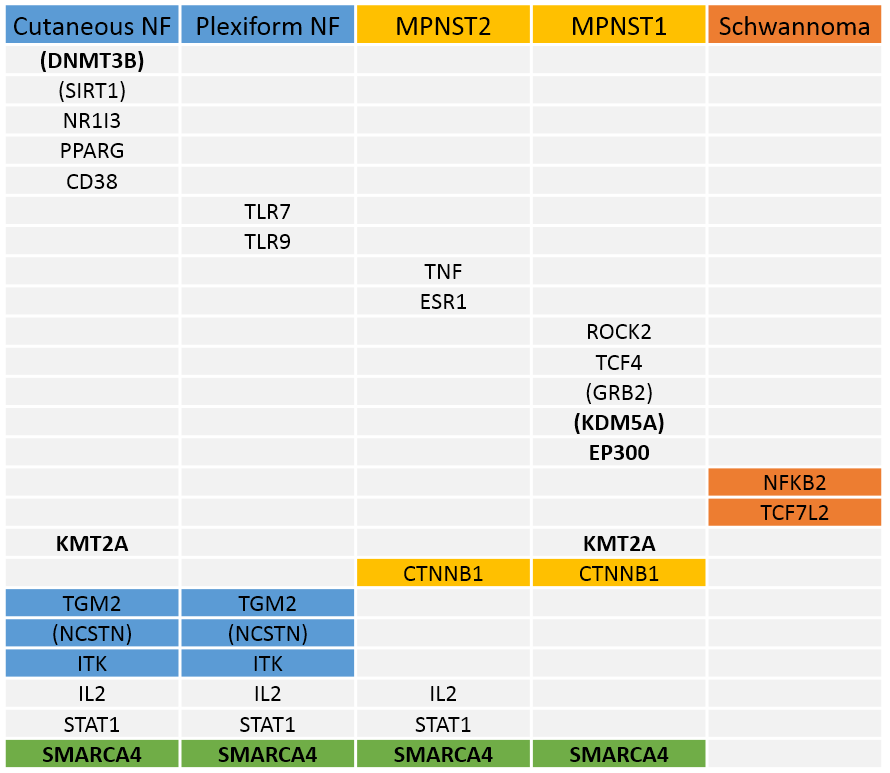 Cutaneous NF Plexiform NF MPNST2 MPNST1 Schwannoma
(DNMT3B)
(SIRT1)
NR1I3
PPARG
CD38
TLR7
TLR9
TNF
ESR1
ROCK2
TCF4
(GRB2)
(KDM5A)
EP300
NFKB2
TCF7L2
KMT2A KMT2A
CTNNB1 CTNNB1
TGM2 TGM2
(NCSTN) (NCSTN)
ITK ITK
IL2 IL2 IL2
STAT1 STAT1 STAT1
SMARCA4 SMARCA4 SMARCA4 SMARCA4